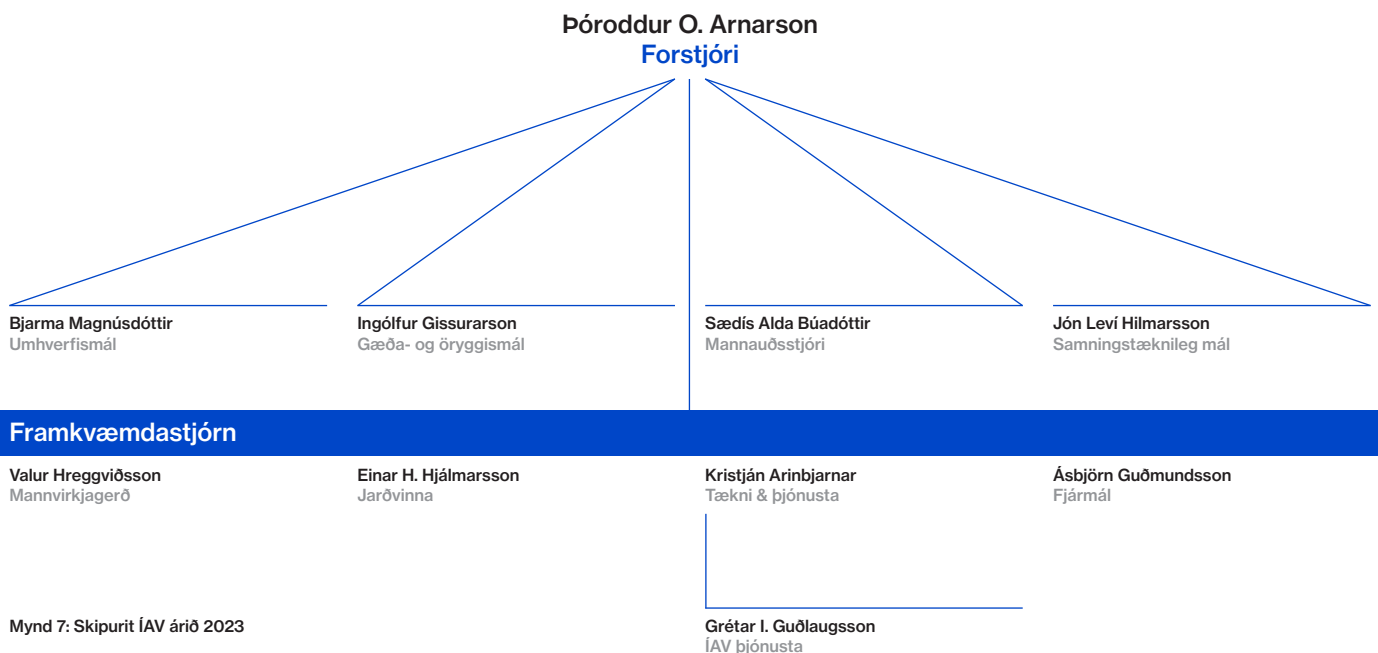 Þóroddur O. Arnarson
Forstjóri
Bjarma Magnúsdóttir
Umhverfismál
Ingólfur Gissurarson
Gæða- og öryggismál
Sædís Alda Búadóttir
Mannauðsstjóri
Jón Leví Hilmarsson
Samningstæknileg mál
Framkvæmdastjórn
Valur Hreggviðsson
Mannvirkjagerð
Einar H. Hjálmarsson
Jarðvinna
Kristján Arinbjarnar
Tækni & þjónusta
Ásbjörn Guðmundsson
Fjármál
Mynd 7: Skipurit ÍAV árið 2023
Grétar I. Guðlaugsson
ÍAV þjónusta